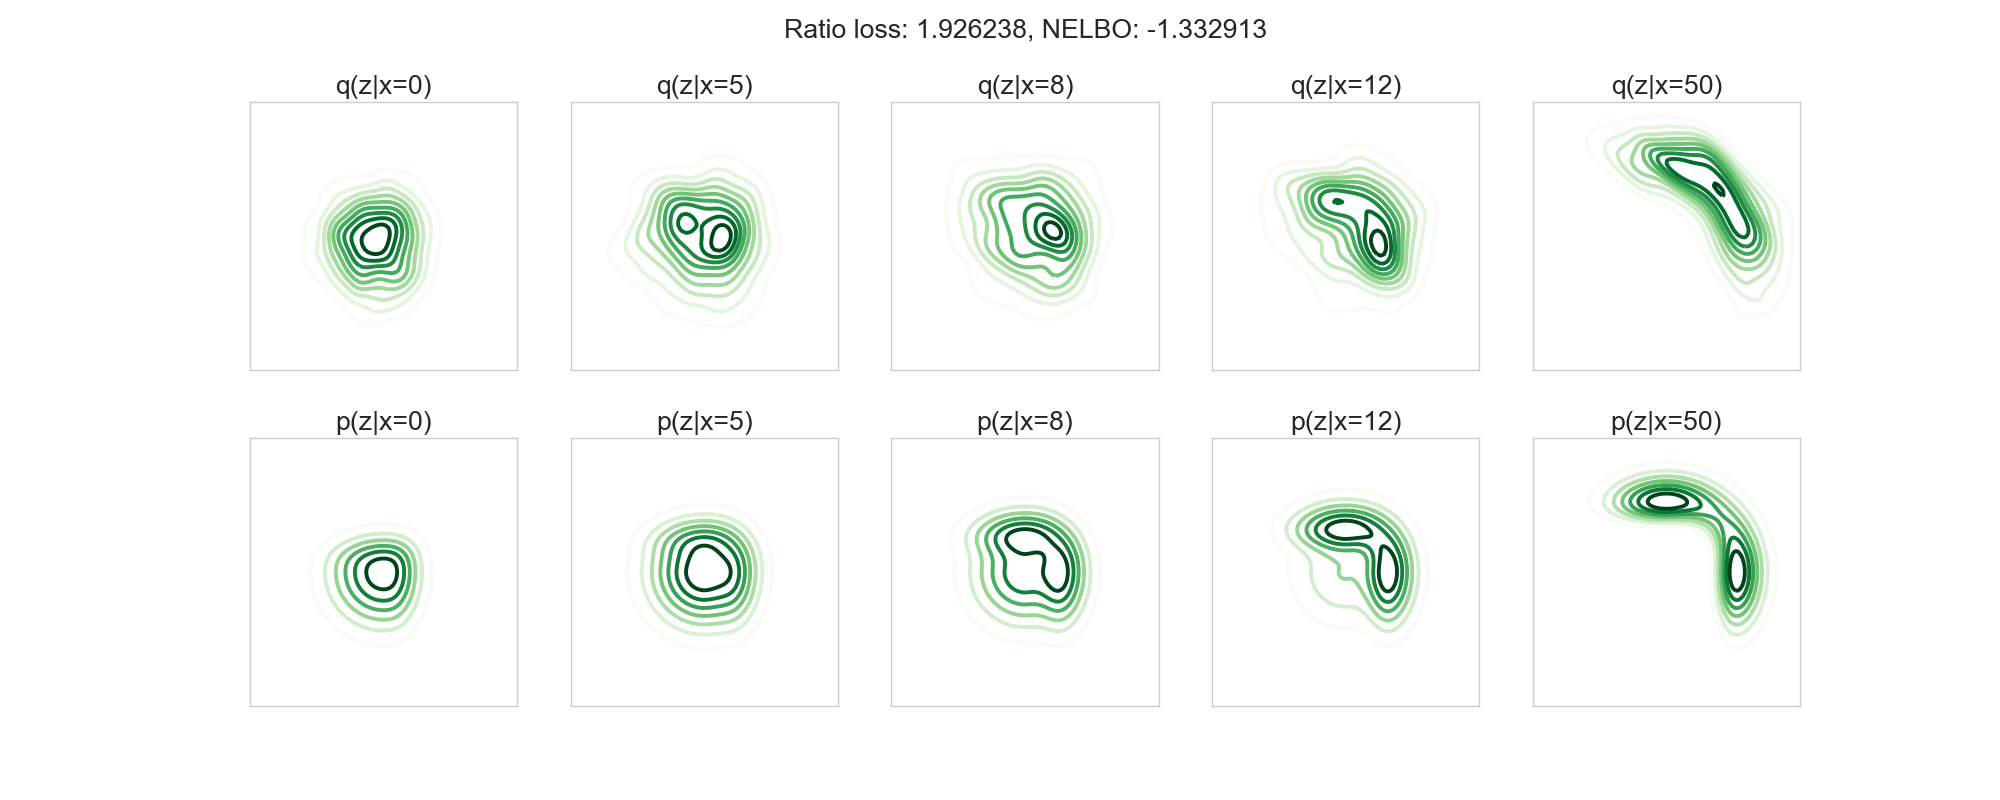 Ratio loss: 1.926238, NELBO: -1.332913
q(z|x=0) q(z|x=5) q(z|x=8) q(z|x=12) q(z|x=50)
p(z|x=0) p(z|x=5) p(z|x=8) p(z|x=12) p(z|x=50)